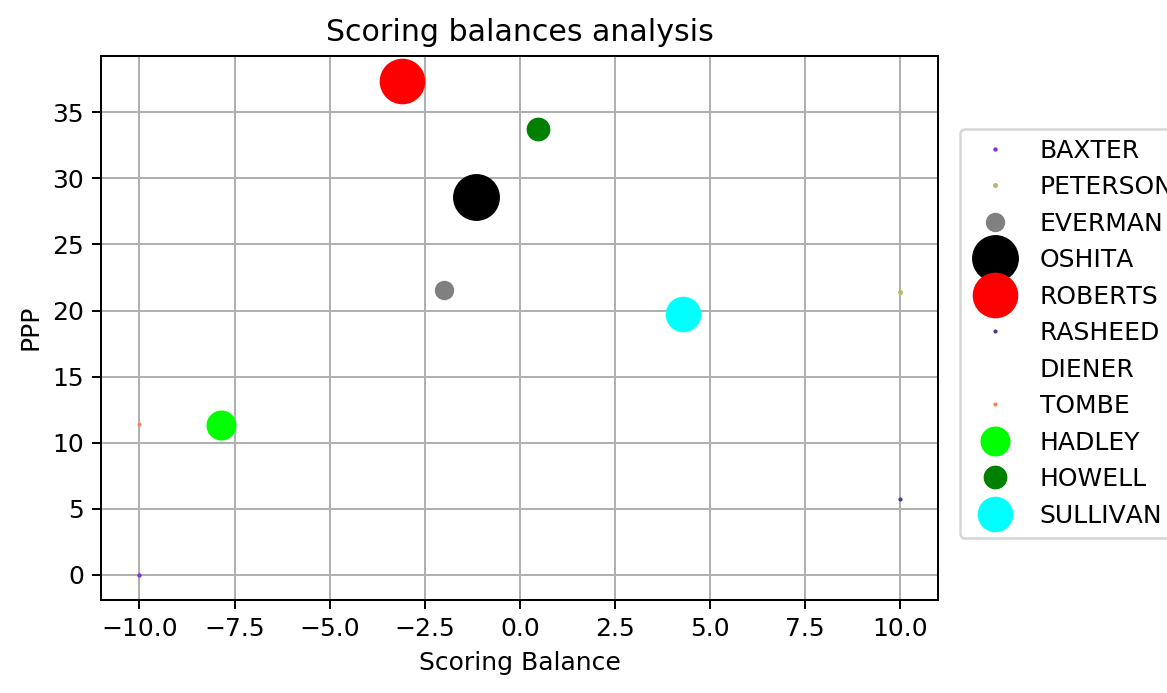 Scoring balances analysis
PPP
35
30
25
20
15
10
5
0
−10.0 −7.5 −5.0 −2.5 0.0 2.5 5.0 7.5 10.0
Scoring Balance
BAXTER
PETERSON
EVERMAN
OSHITA
ROBERTS
RASHEED
DIENER
TOMBE
HADLEY
HOWELL
SULLIVAN